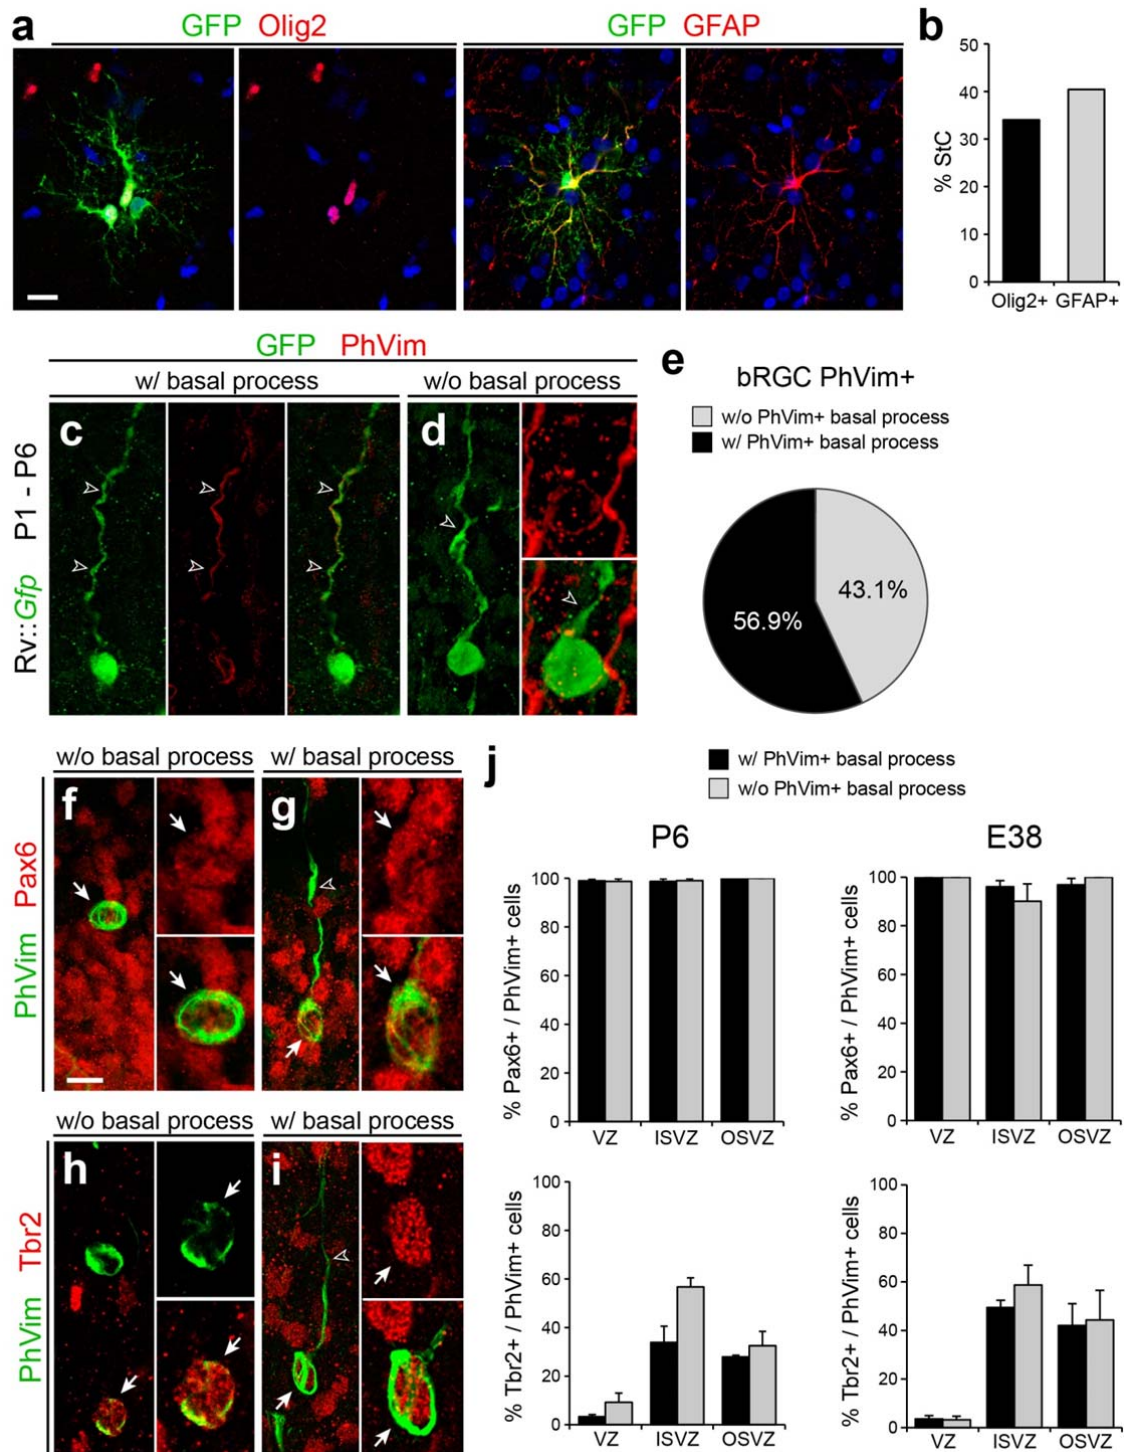 a
GFP Olig2
GFP GFAP
b
50
40
30
20
10
0
% StC
Olig2+ GFAP+
GFP PhVim
w/ basal process
w/o basal process
Rv::Gfp P1 - P6
c
d
e
bRGC PhVim+
w/o PhVim+ basal process
w/ PhVim+ basal process
56.9%
43.1%
w/o basal process
w/ basal process
PhVim Pax6
f
g
w/o basal process
w/ basal process
PhVim Tbr2
h
i
j
w/ PhVim+ basal process
w/o PhVim+ basal process
P6
E38
% Pax6+ / PhVim+ cells
100
80
60
40
20
0
VZ ISVZ OSVZ
% Pax6+ / PhVim+ cells
100
80
60
40
20
0
VZ ISVZ OSVZ
% Tbr2+ / PhVim+ cells
100
80
60
40
20
0
VZ ISVZ OSVZ
% Tbr2+ / PhVim+ cells
100
80
60
40
20
0
VZ ISVZ OSVZ